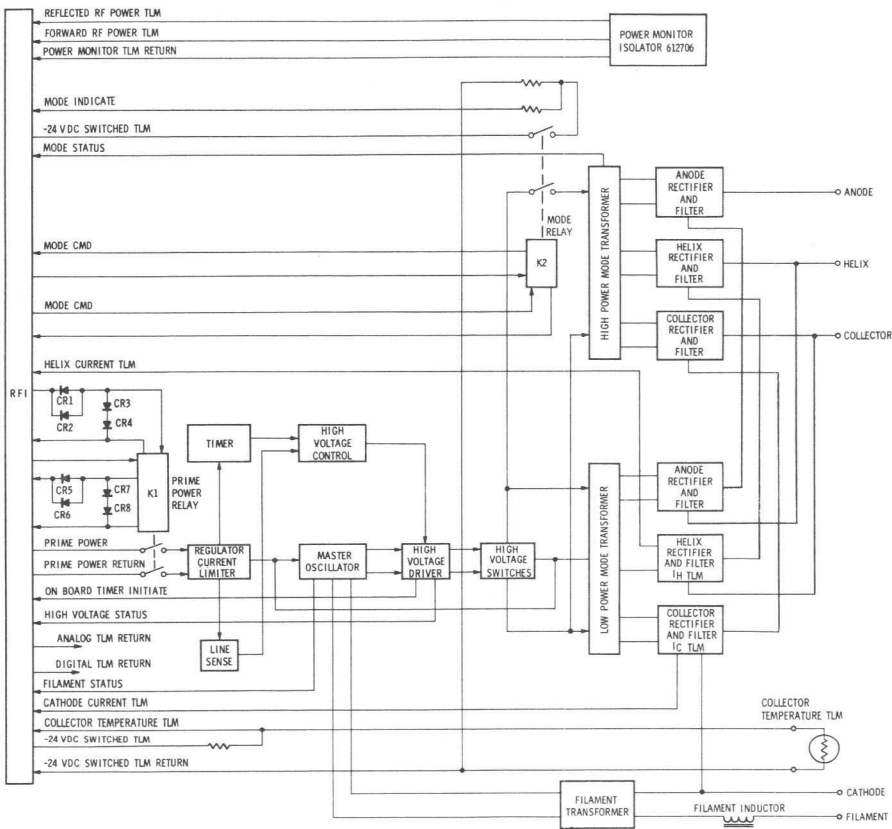 REFLECTED RF POWER TLM
FORWARD RF POWER TLM
POWER MONITOR TLM RETURN
POWER MONITOR
ISOLATOR 612706
MODE INDICATE
-24 VDC SWITCHED TLM
MODE STATUS
MODE
RELAY
K2
MODE CMD
MODE CMD
HIGH POWER MODE TRANSFORMER
ANODE
RECTIFIER
AND
FILTER
ANODE
HELIX
RECTIFIER
AND
FILTER
HELIX
COLLECTOR
RECTIFIER
AND
FILTER
COLLECTOR
HELIX CURRENT TLM
RFI
CR1
CR2
CR3
CR4
CR5
CR6
CR7
CR8
K1
PRIME
POWER
RELAY
TIMER
HIGH
VOLTAGE
CONTROL
PRIME POWER
PRIME POWER RETURN
REGULATOR
CURRENT
LIMITER
MASTER
OSCILLATOR
HIGH
VOLTAGE
DRIVER
HIGH
VOLTAGE
SWITCHES
LOW POWER MODE TRANSFORMER
ANODE
RECTIFIER
AND
FILTER
HELIX
RECTIFIER
AND FILTER
IH TLM
COLLECTOR
RECTIFIER
AND FILTER
IC TLM
ON BOARD TIMER INITIATE
HIGH VOLTAGE STATUS
ANALOG TLM RETURN
DIGITAL TLM RETURN
LINE
SENSE
FILAMENT STATUS
CATHODE CURRENT TLM
COLLECTOR TEMPERATURE TLM
-24 VDC SWITCHED TLM
-24 VDC SWITCHED TLM RETURN
COLLECTOR
TEMPERATURE TLM
FILAMENT
TRANSFORMER
CATHODE
FILAMENT INDUCTOR
FILAMENT